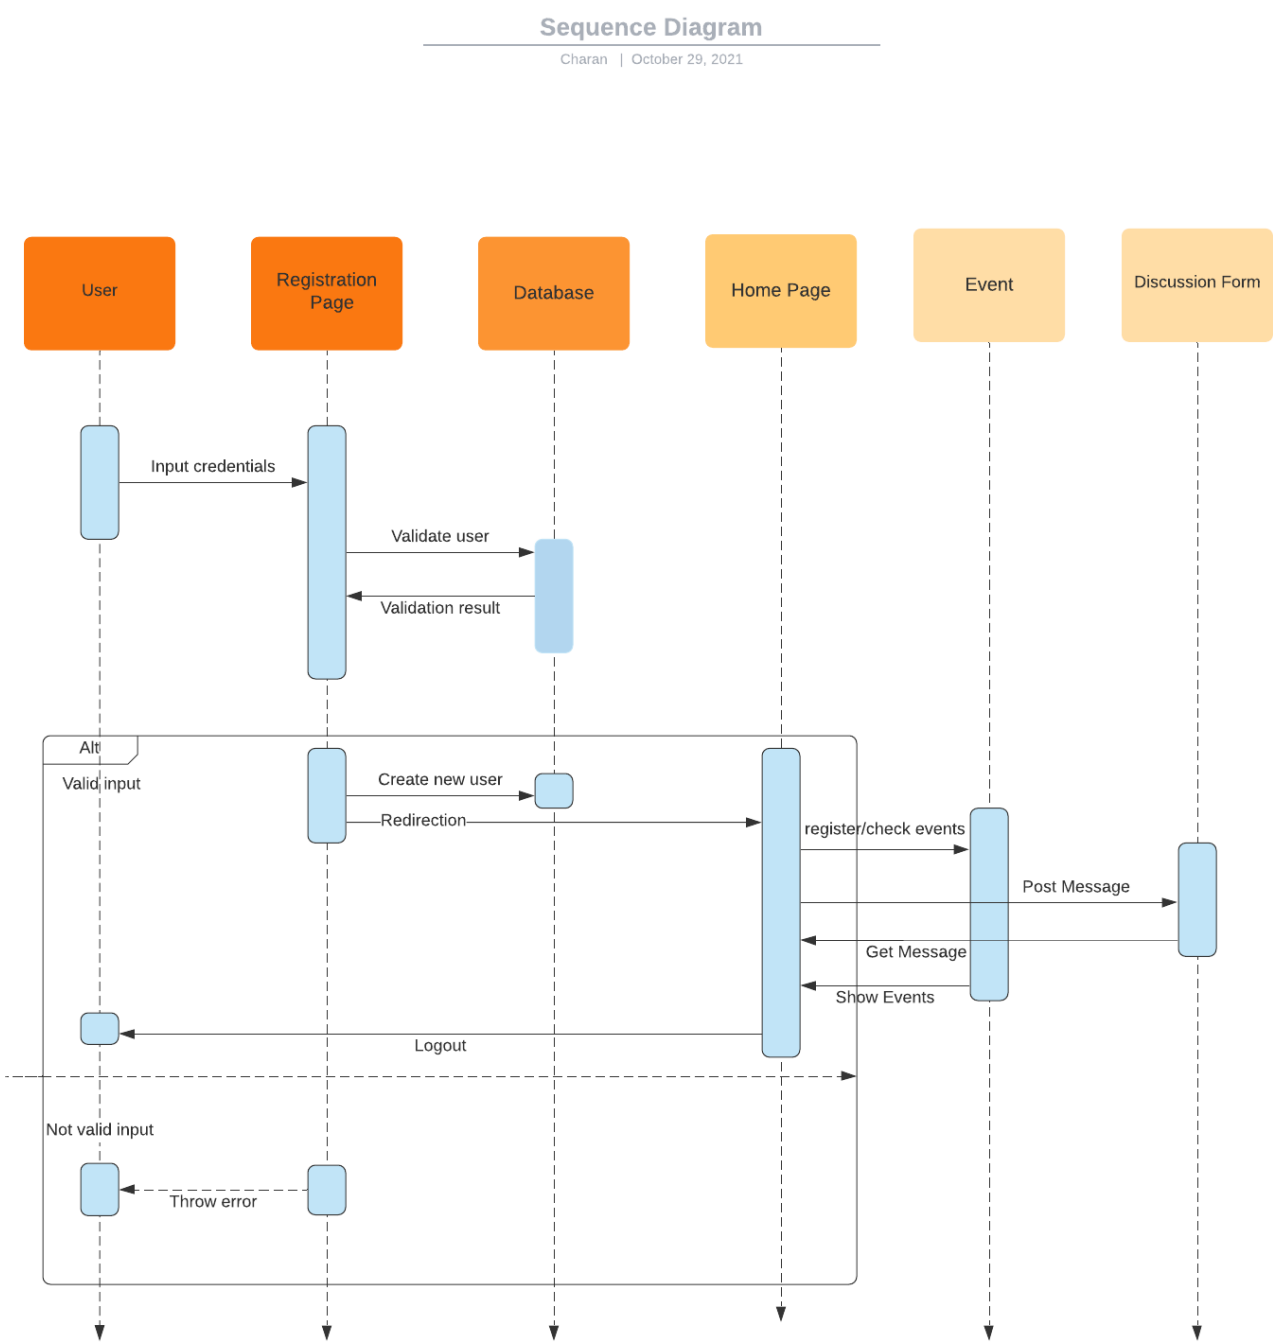 Sequence Diagram
Charan | October 29, 2021
User
Registration
Page
Database
Home Page
Event
Discussion Form
Input credentials
Validate user
Validation result
Alt
Valid input
Create new user
Redirection
register/check events
Post Message
Get Message
Show Events
Logout
Not valid input
Throw error